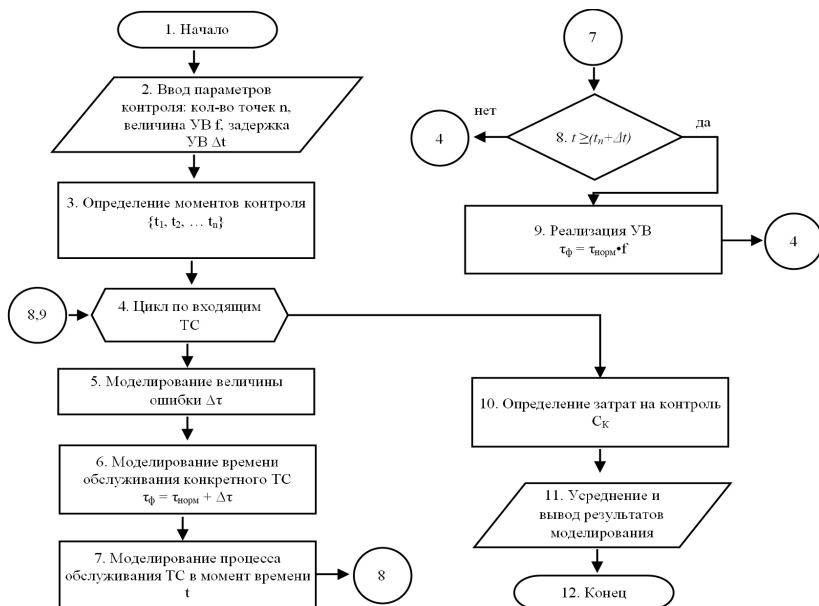 1. Начало
2. Ввод параметров
контроля: кол-во точек n,
величина УВ f, задержка
УВ Δt
3. Определение моментов контроля
{t₁, t₂, … tₙ}
8,9
4. Цикл по входящим
ТС
5. Моделирование величины
ошибки Δτ
6. Моделирование времени
обслуживания конкретного ТС
τф = τнорм + Δτ
7. Моделирование процесса
обслуживания ТС в момент времени
t
8
7
нет
да
4
8. t ≥(tₙ+Δt)
9. Реализация УВ
τф = τнорм•f
4
10. Определение затрат на контроль
Cк
11. Усреднение и
вывод результатов
моделирования
12. Конец